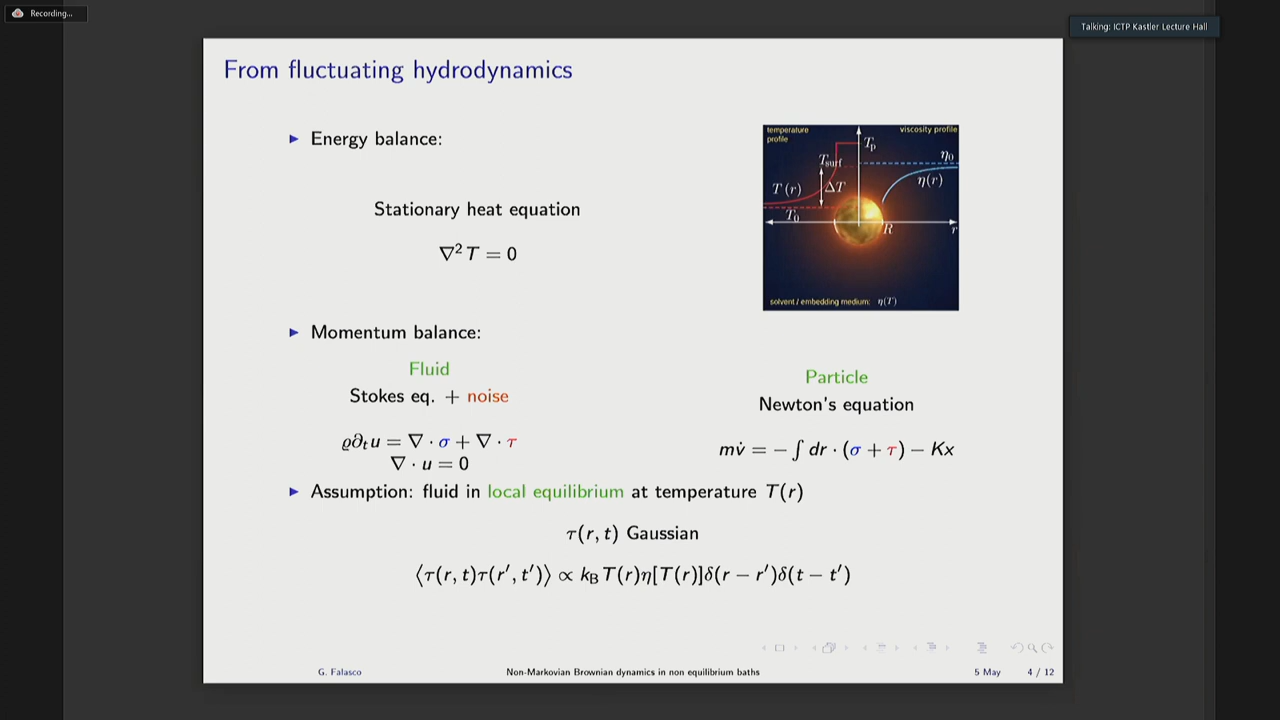 Recording...
Talking: ICTP Kastler Lecture Hall
From fluctuating hydrodynamics
► Energy balance:
Stationary heat equation
∇²T = 0
temperature profile
viscosity profile
T_p
T_surf
η₀
T(r)
ΔT
η(r)
T₀
R
r
solvent / embedding medium: η(T)
► Momentum balance:
Fluid
Stokes eq. + noise
ϱ∂ₜu = ∇ · σ + ∇ · τ
∇ · u = 0
Particle
Newton's equation
mv̇ = − ∫ dr · (σ + τ) − Kx
► Assumption: fluid in local equilibrium at temperature T(r)
τ(r, t) Gaussian
⟨τ(r, t)τ(r′, t′)⟩ ∝ k_B T(r)η[T(r)]δ(r − r′)δ(t − t′)
G. Falasco
Non-Markovian Brownian dynamics in non equilibrium baths
5 May
4 / 12